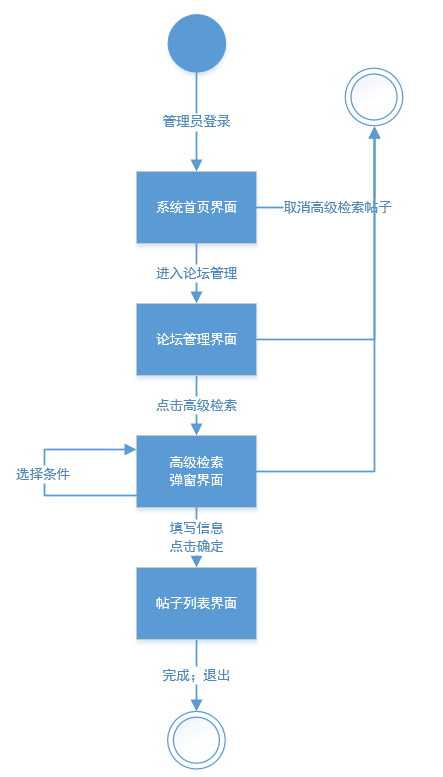 管理员登录
系统首页界面
取消高级检索帖子
进入论坛管理
论坛管理界面
点击高级检索
高级检索
弹窗界面
选择条件
填写信息
点击确定
帖子列表界面
完成；退出